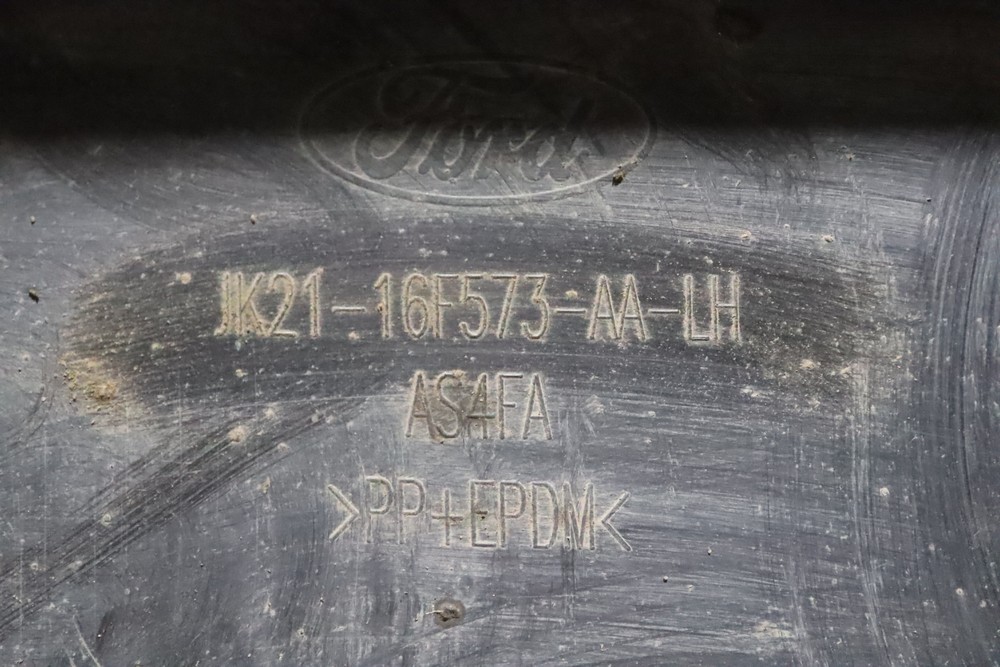 Ford
JK21-16F573-AA-LH
AS4FA
>PP+EPDM<